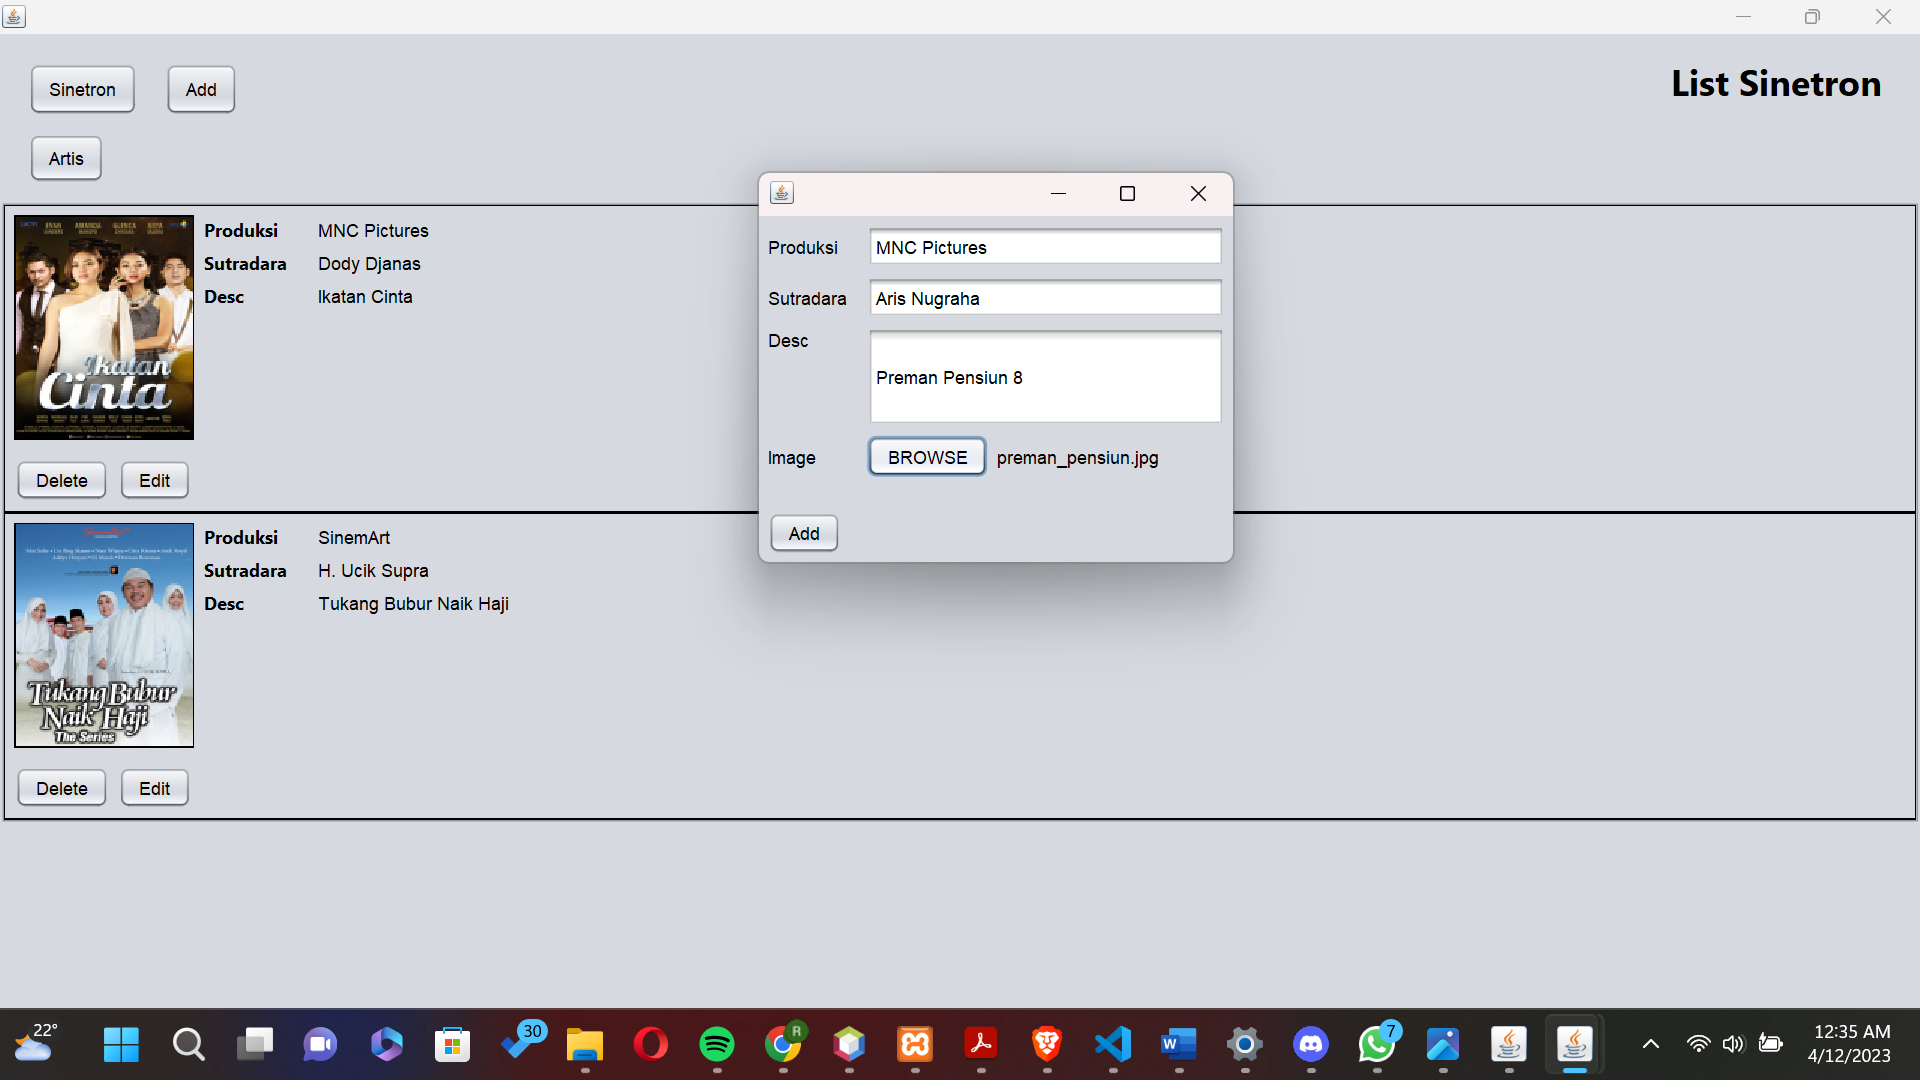 Sinetron
Add
List Sinetron
Artis
Produksi MNC Pictures
Sutradara Dody Djanas
Desc Ikatan Cinta
Ikatan
Cinta
Delete Edit
Produksi SinemArt
Sutradara H. Ucik Supra
Desc Tukang Bubur Naik Haji
SinemArt
Tukang Bubur
Naik Haji
The Series
Delete Edit
Produksi MNC Pictures
Sutradara Aris Nugraha
Desc
Preman Pensiun 8
Image BROWSE preman_pensiun.jpg
Add
22°
30
R
7
12:35 AM
4/12/2023